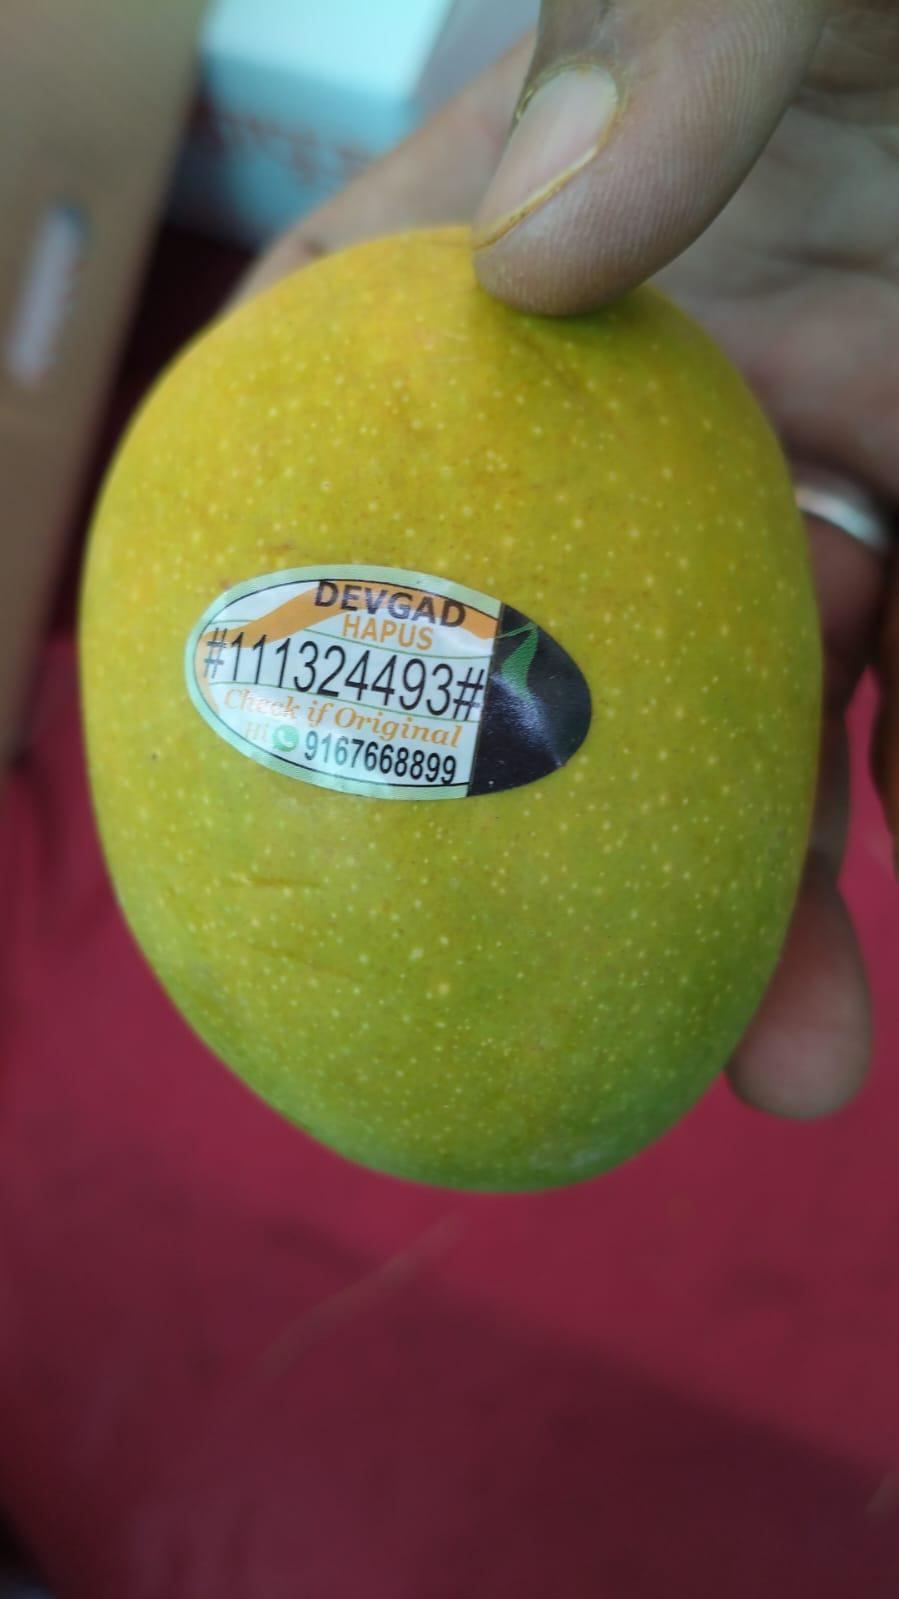 DEVGAD
HAPUS
#111324493#
Check if Original
Hi 9167668899